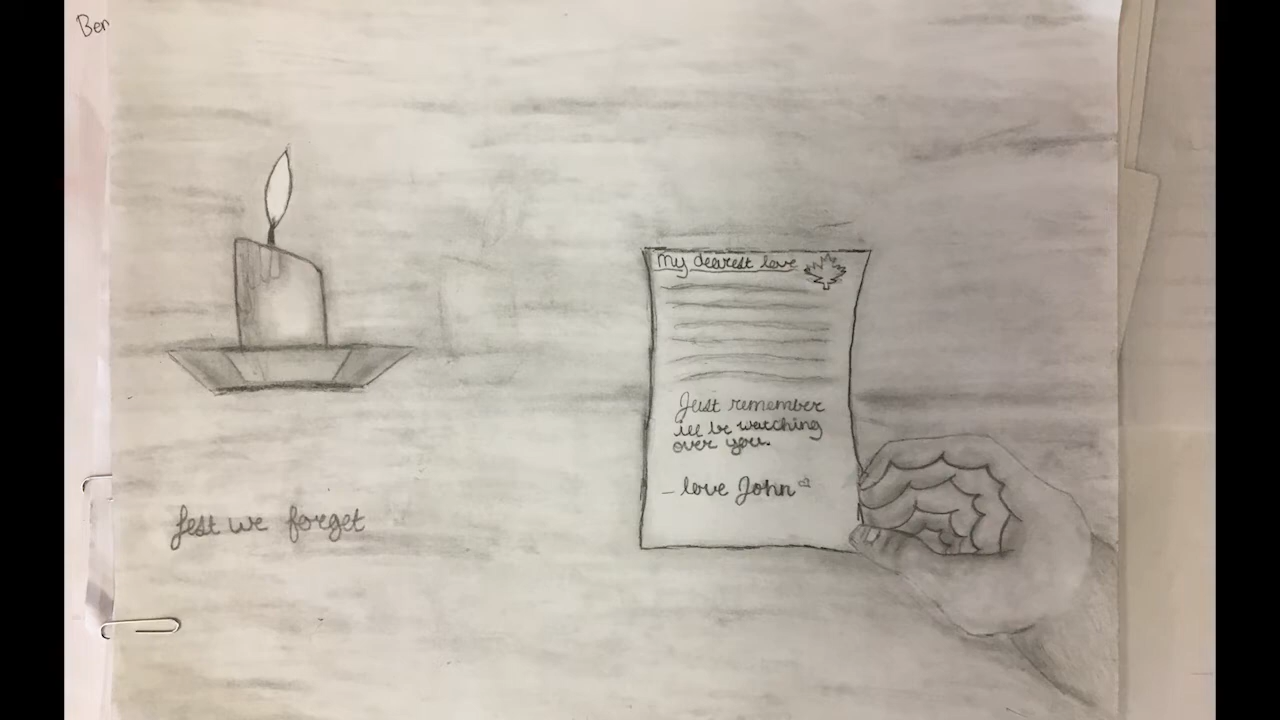 Ben
My dearest love
Just remember
ill be watching
over you.
- love John
lest we forget